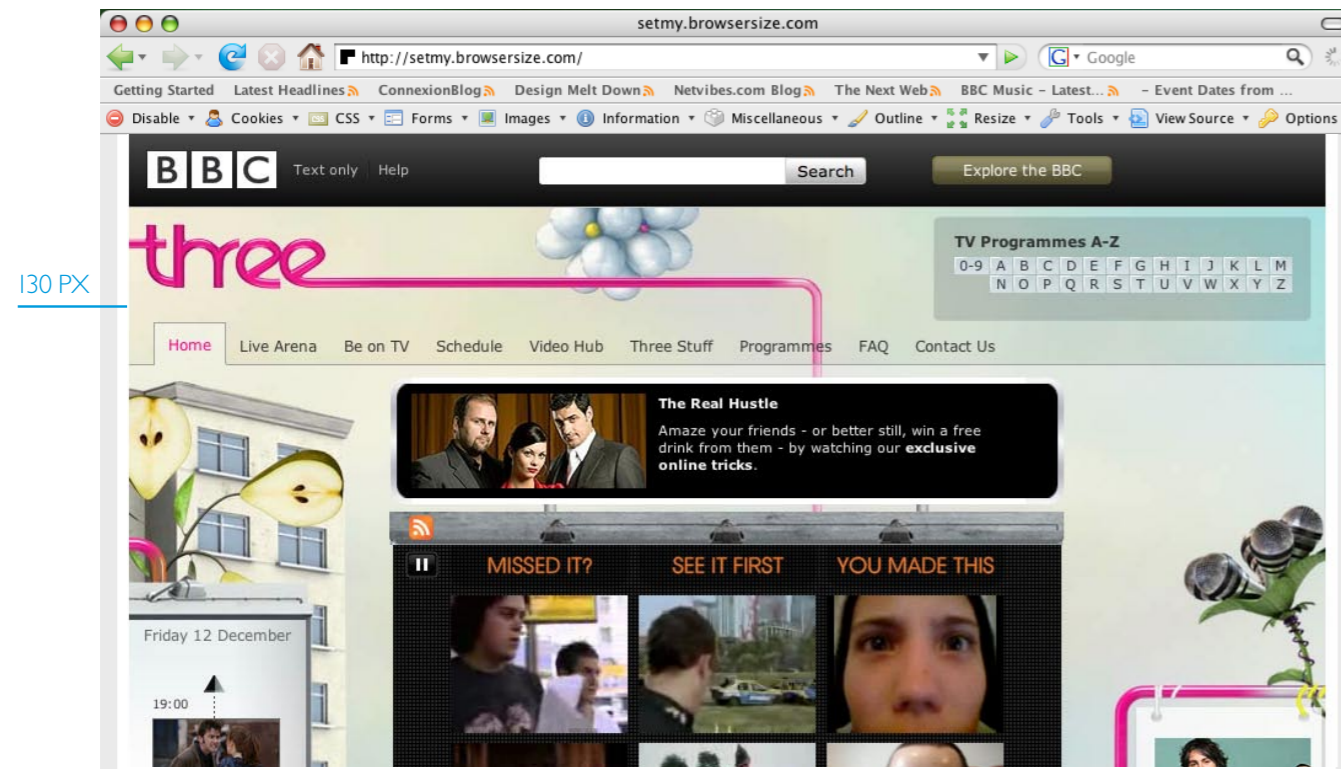 setmy.browsersize.com
http://setmy.browsersize.com/ G Google
Getting Started Latest Headlines ConnexionBlog Design Melt Down Netvibes.com Blog The Next Web BBC Music - Latest... - Event Dates from ...
Disable Cookies CSS Forms Images Information Miscellaneous Outline Resize Tools View Source Options
BBC Text only Help Search Explore the BBC
three
TV Programmes A-Z
0-9 A B C D E F G H I J K L M
N O P Q R S T U V W X Y Z
130 PX
Home Live Arena Be on TV Schedule Video Hub Three Stuff Programmes FAQ Contact Us
The Real Hustle
Amaze your friends - or better still, win a free
drink from them - by watching our exclusive
online tricks.
MISSED IT? SEE IT FIRST YOU MADE THIS
Friday 12 December
19:00